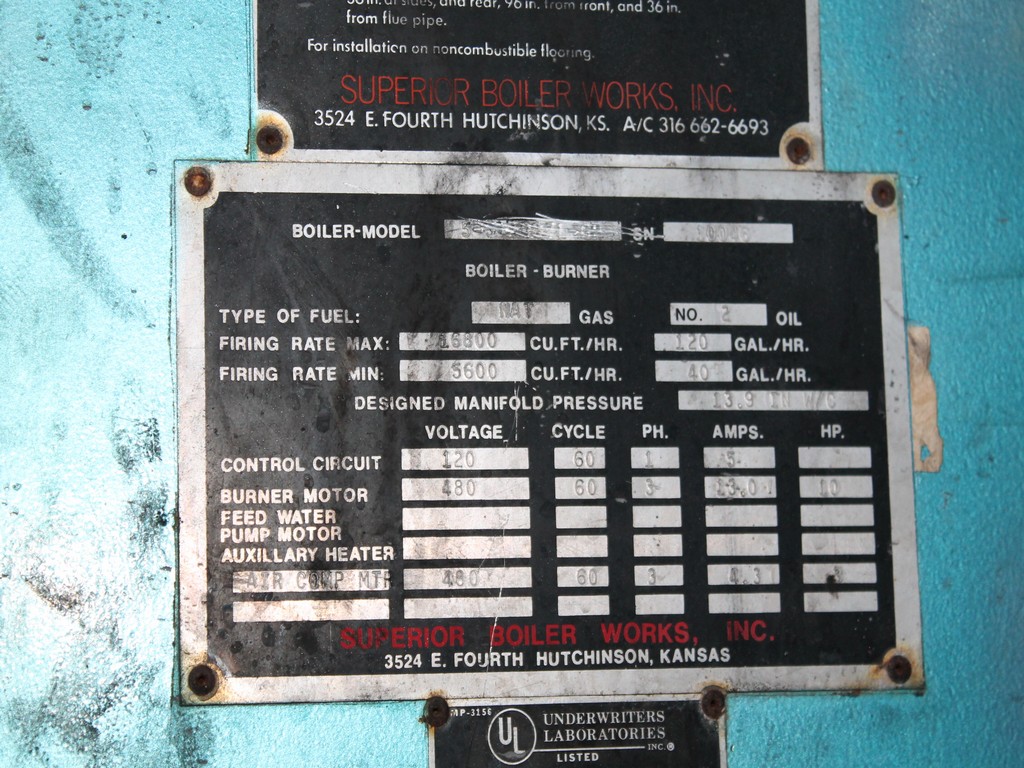 and rear, 96 in. from front, and 36 in.
from flue pipe.
For installation on noncombustible flooring.
SUPERIOR BOILER WORKS, INC.
3524 E. FOURTH HUTCHINSON, KS. A/C 316 662-6693
BOILER-MODEL SN
BOILER - BURNER
TYPE OF FUEL: NAT GAS NO. 2 OIL
FIRING RATE MAX: 16800 CU.FT./HR. 120 GAL./HR.
FIRING RATE MIN: 5600 CU.FT./HR. 40 GAL./HR.
DESIGNED MANIFOLD PRESSURE 13.9 IN W/C
VOLTAGE CYCLE PH. AMPS. HP.
CONTROL CIRCUIT 120 60 1 5
BURNER MOTOR 480 60 3 13.0 10
FEED WATER
PUMP MOTOR
AUXILLARY HEATER
AIR COMP MTR 480 60 3 4.3
SUPERIOR BOILER WORKS, INC.
3524 E. FOURTH HUTCHINSON, KANSAS
MP-315E
UL
UNDERWRITERS
LABORATORIES
INC.®
LISTED